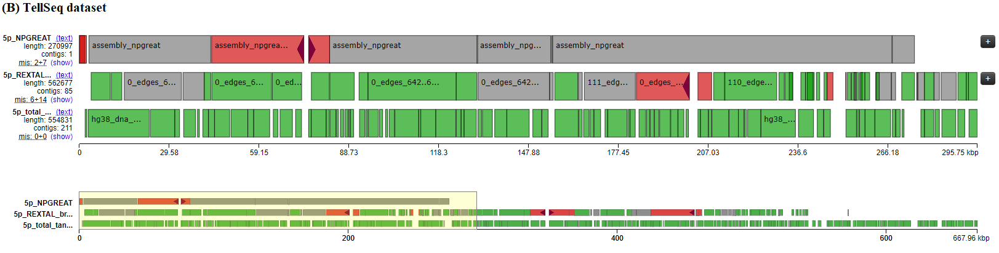 (B) TellSeq dataset
5p_NPGREAT (text)
length: 270997
contigs: 1
mis: 2+7 (show)
assembly_npgreat
assembly_npgrea...
assembly_npgreat
assembly_npg...
assembly_npgreat
+
5p_REXTAL... (text)
length: 562677
contigs: 85
mis: 6+14 (show)
0_edges_6...
0_edges_6...
0_ed...
0_edges_642..6...
0_edges_642...
111_edg...
0_edges_...
110_edge...
+
5p_total_... (text)
length: 554831
contigs: 211
mis: 0+0 (show)
hg38_dna_...
hg38_...
0 29.58 59.15 88.73 118.3 147.88 177.45 207.03 236.6 266.18 295.75 kbp
5p_NPGREAT
5p_REXTAL_br...
5p_total_tan...
0 200 400 600 667.96 kbp